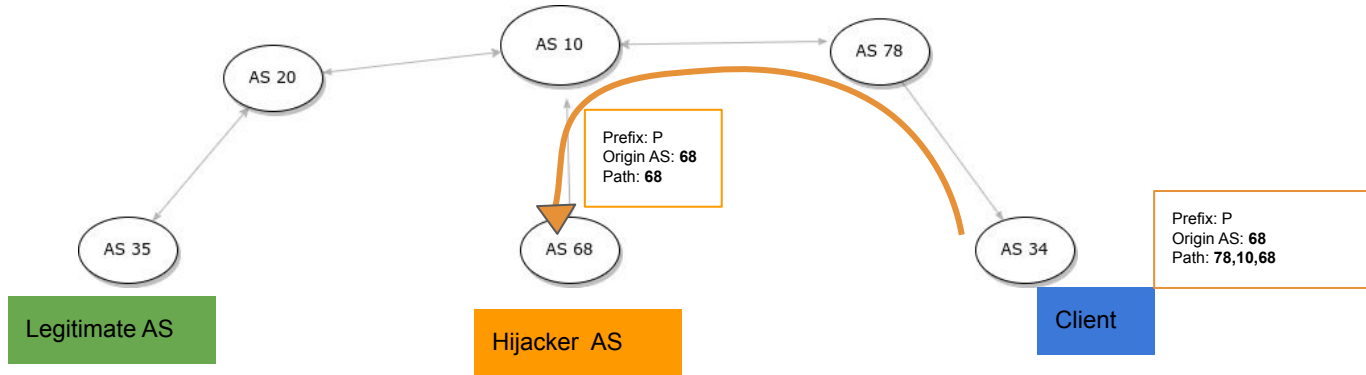 AS 10
AS 78
AS 20
Prefix: P
Origin AS: 68
Path: 68
AS 35
AS 68
AS 34
Prefix: P
Origin AS: 68
Path: 78,10,68
Legitimate AS
Hijacker AS
Client